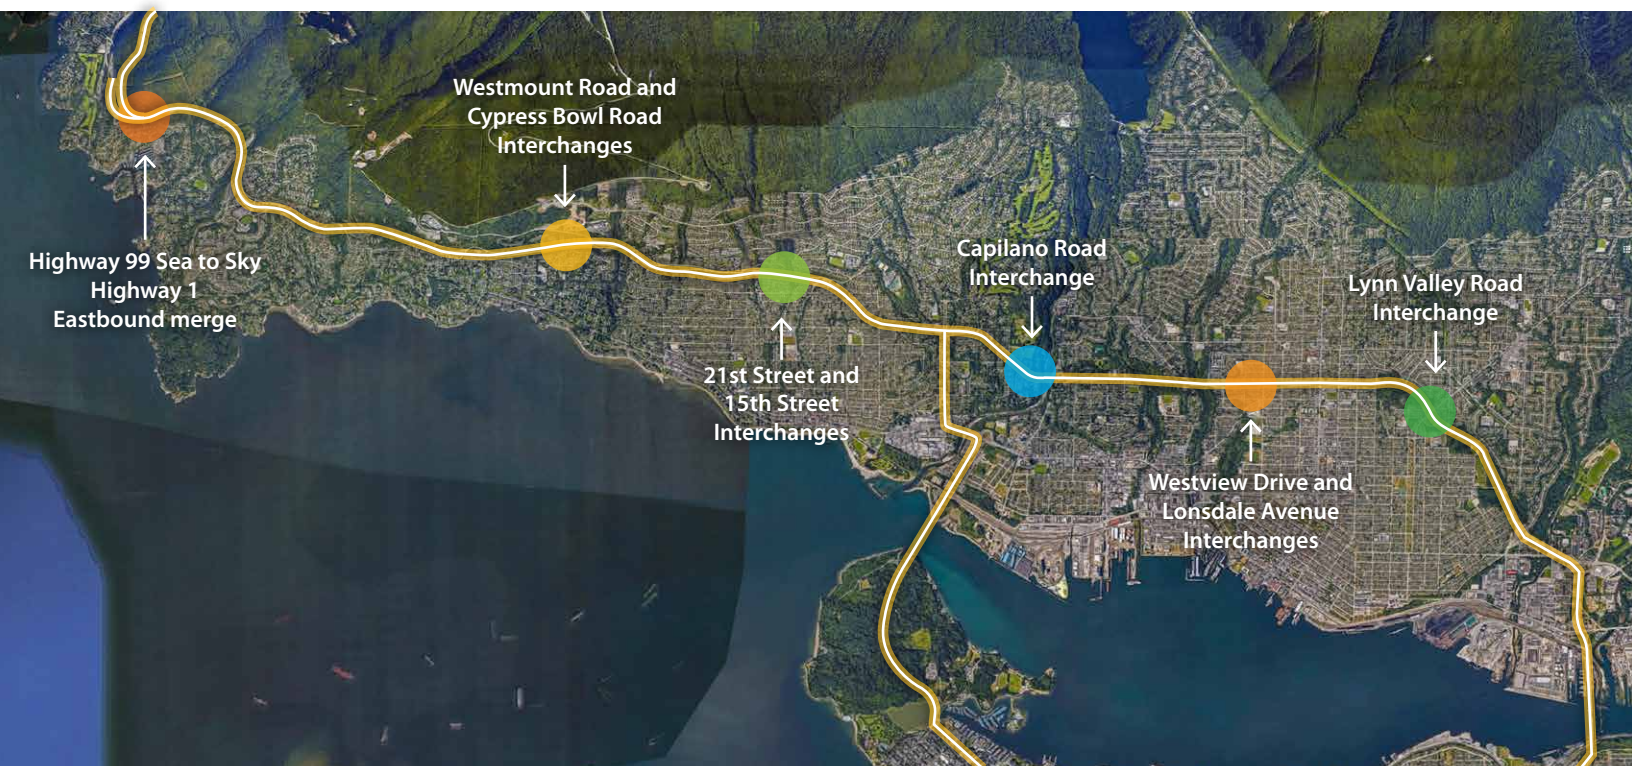 Westmount Road and
Cypress Bowl Road
Interchanges
Highway 99 Sea to Sky
Highway 1
Eastbound merge
21st Street and
15th Street
Interchanges
Capilano Road
Interchange
Westview Drive and
Lonsdale Avenue
Interchanges
Lynn Valley Road
Interchange